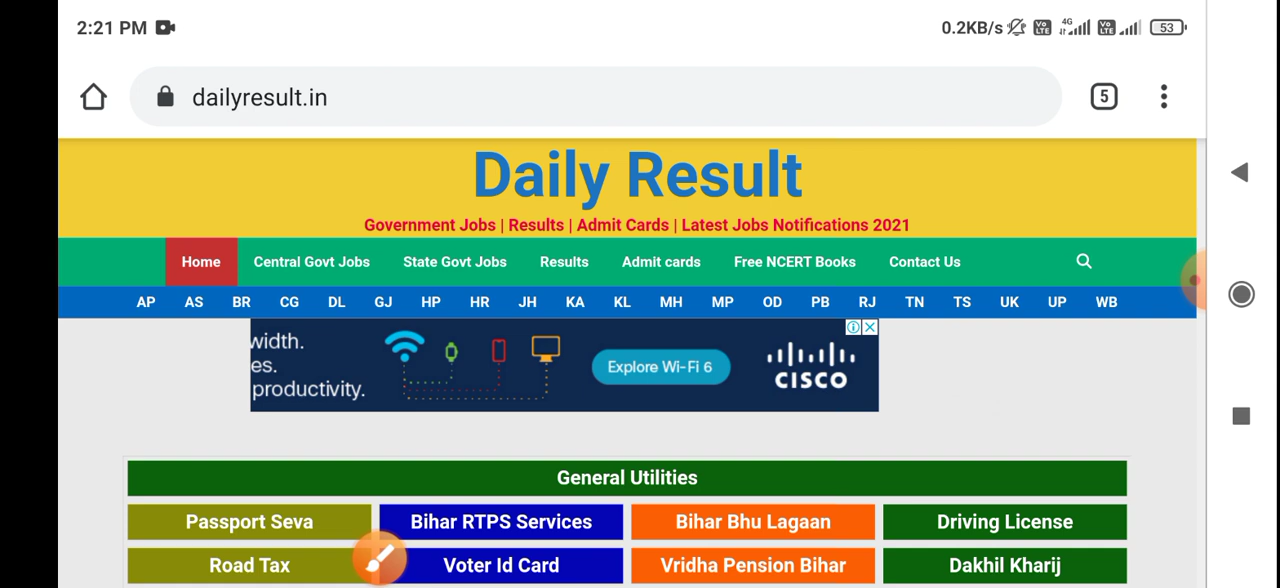 2:21 PM 0.2KB/s 4G 53
dailyresult.in 5
Daily Result
Government Jobs | Results | Admit Cards | Latest Jobs Notifications 2021
Home Central Govt Jobs State Govt Jobs Results Admit cards Free NCERT Books Contact Us
AP AS BR CG DL GJ HP HR JH KA KL MH MP OD PB RJ TN TS UK UP WB
width.
es.
productivity.
Explore Wi-Fi 6
CISCO
General Utilities
Passport Seva Bihar RTPS Services Bihar Bhu Lagaan Driving License
Road Tax Voter Id Card Vridha Pension Bihar Dakhil Kharij